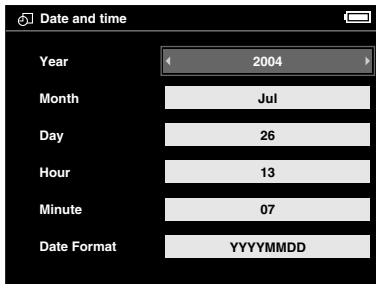 Date and time
Year 2004
Month Jul
Day 26
Hour 13
Minute 07
Date Format YYYYMMDD